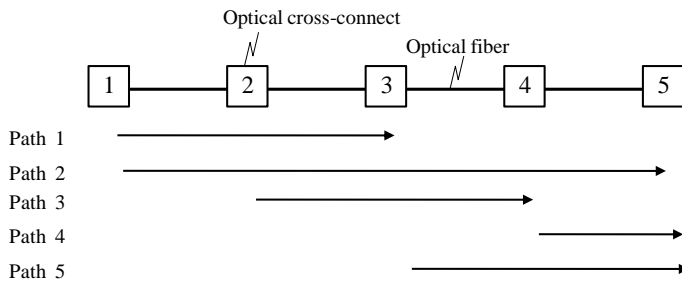 Optical cross-connect
Optical fiber
1 2 3 4 5
Path 1
Path 2
Path 3
Path 4
Path 5